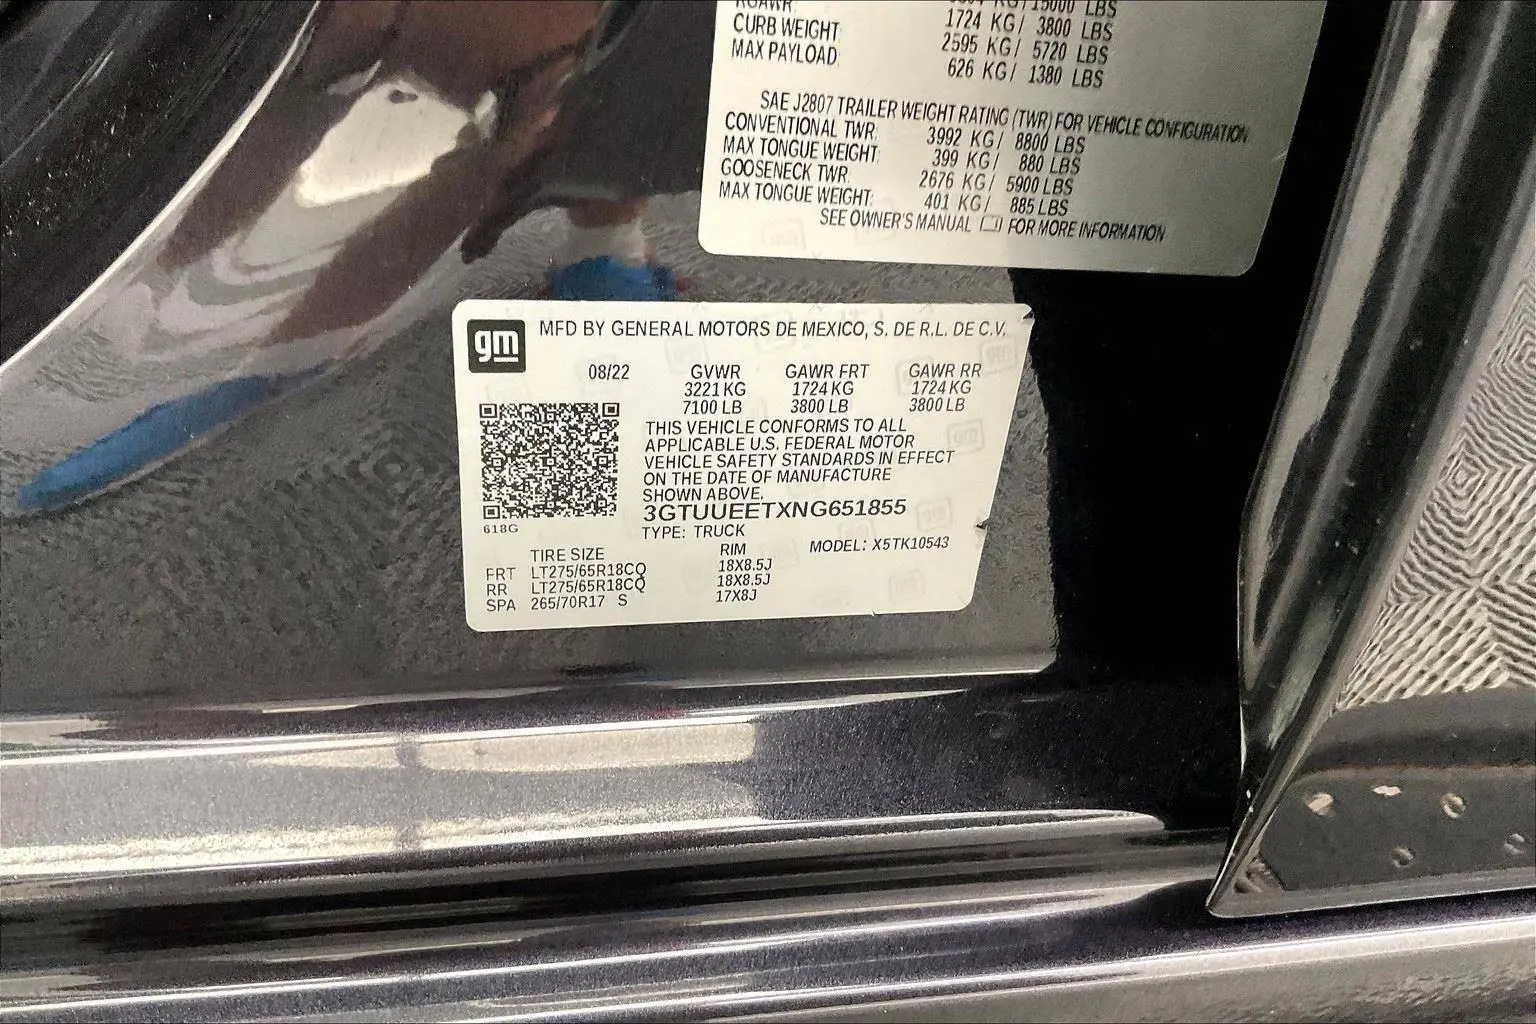 KG/15000 LBS
CURB WEIGHT: 1724 KG/ 3800 LBS
MAX PAYLOAD: 2595 KG/ 5720 LBS
626 KG/ 1380 LBS
SAE J2807 TRAILER WEIGHT RATING (TWR) FOR VEHICLE CONFIGURATION
CONVENTIONAL TWR: 3992 KG/ 8800 LBS
MAX TONGUE WEIGHT: 399 KG/ 880 LBS
GOOSENECK TWR: 2676 KG/ 5900 LBS
MAX TONGUE WEIGHT: 401 KG/ 885 LBS
SEE OWNER'S MANUAL FOR MORE INFORMATION
gm MFD BY GENERAL MOTORS DE MEXICO, S. DE R.L. DE C.V.
08/22 GVWR GAWR FRT GAWR RR
3221 KG 1724 KG 1724 KG
7100 LB 3800 LB 3800 LB
THIS VEHICLE CONFORMS TO ALL
APPLICABLE U.S. FEDERAL MOTOR
VEHICLE SAFETY STANDARDS IN EFFECT
ON THE DATE OF MANUFACTURE
SHOWN ABOVE.
3GTUUEETXNG651855
618G
TYPE: TRUCK
TIRE SIZE RIM MODEL: X5TK10543
FRT LT275/65R18CQ 18X8.5J
RR LT275/65R18CQ 18X8.5J
SPA 265/70R17 S 17X8J